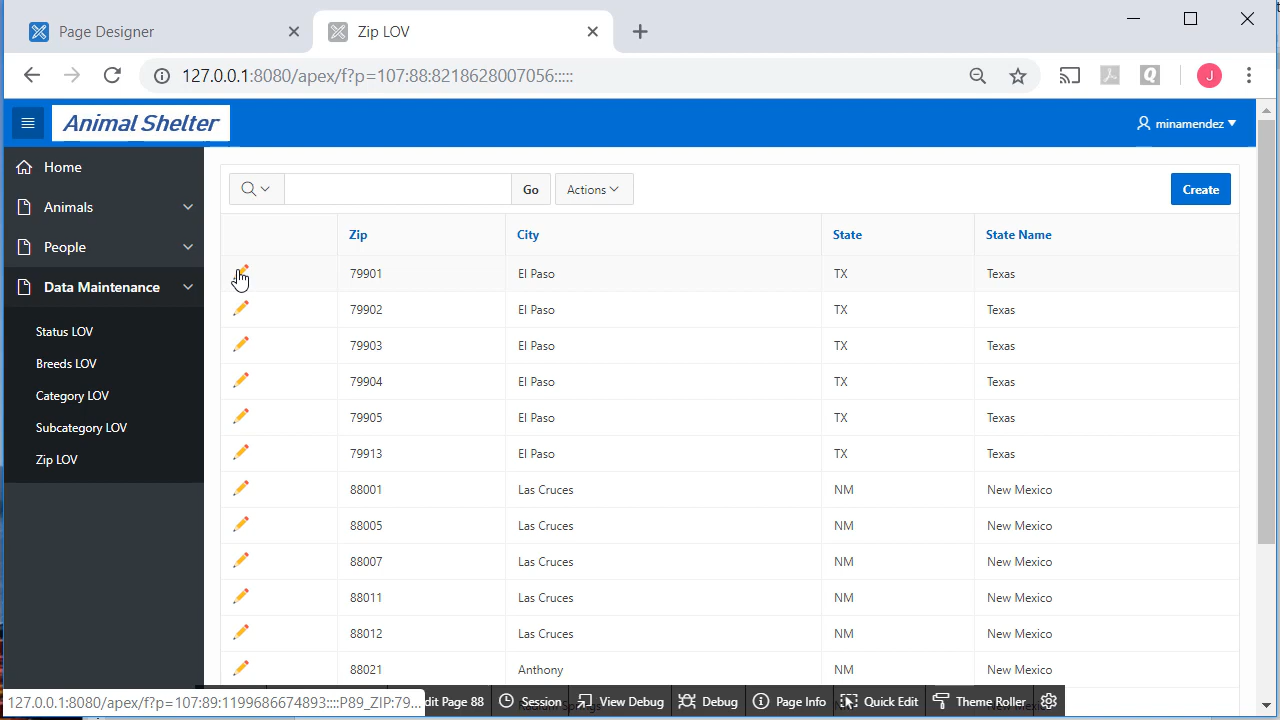 Page Designer
Zip LOV
127.0.0.1:8080/apex/f?p=107:88:8218628007056:::::
Q
J
Animal Shelter
minamendez
Home
Animals
People
Data Maintenance
Status LOV
Breeds LOV
Category LOV
Subcategory LOV
Zip LOV
Go
Actions
Create
Zip City State State Name
79901 El Paso TX Texas
79902 El Paso TX Texas
79903 El Paso TX Texas
79904 El Paso TX Texas
79905 El Paso TX Texas
79913 El Paso TX Texas
88001 Las Cruces NM New Mexico
88005 Las Cruces NM New Mexico
88007 Las Cruces NM New Mexico
88011 Las Cruces NM New Mexico
88012 Las Cruces NM New Mexico
88021 Anthony NM New Mexico
127.0.0.1:8080/apex/f?p=107:89:1199686674893::::P89_ZIP:79...
dit Page 88 Session View Debug Debug Page Info Quick Edit Theme Roller